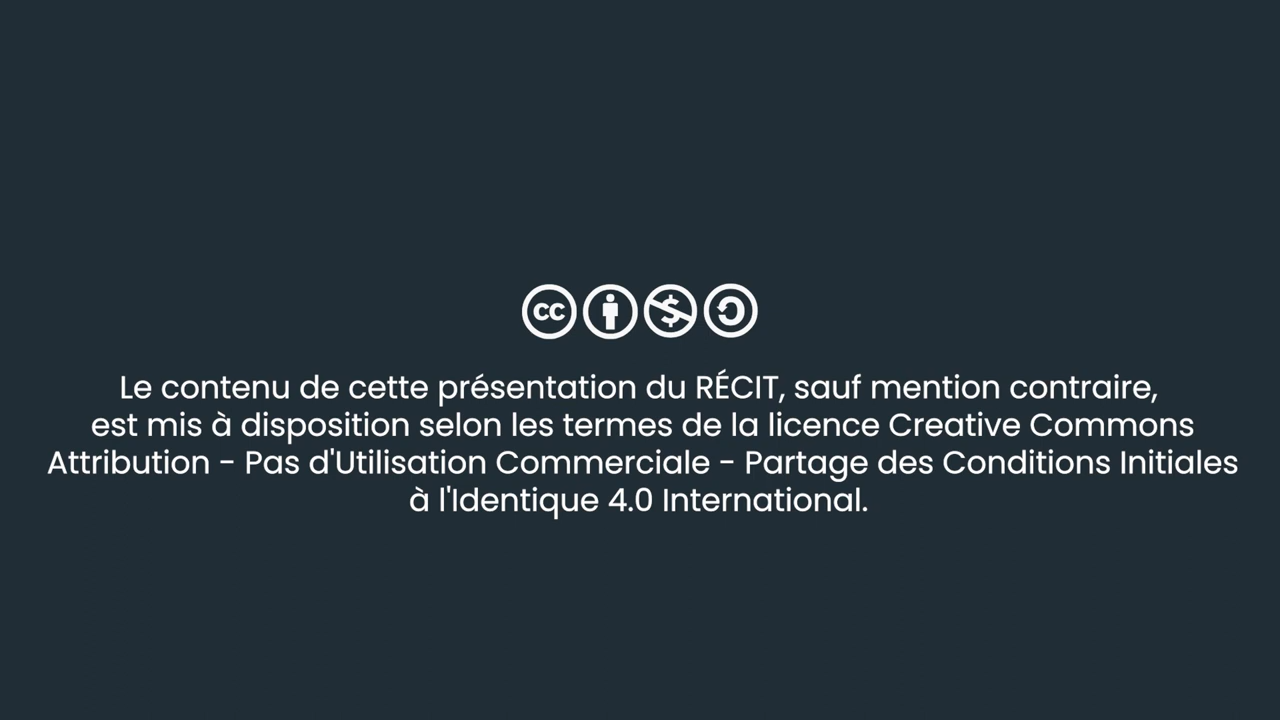 Le contenu de cette présentation du RÉCIT, sauf mention contraire,
est mis à disposition selon les termes de la licence Creative Commons
Attribution - Pas d'Utilisation Commerciale - Partage des Conditions Initiales
à l'Identique 4.0 International.